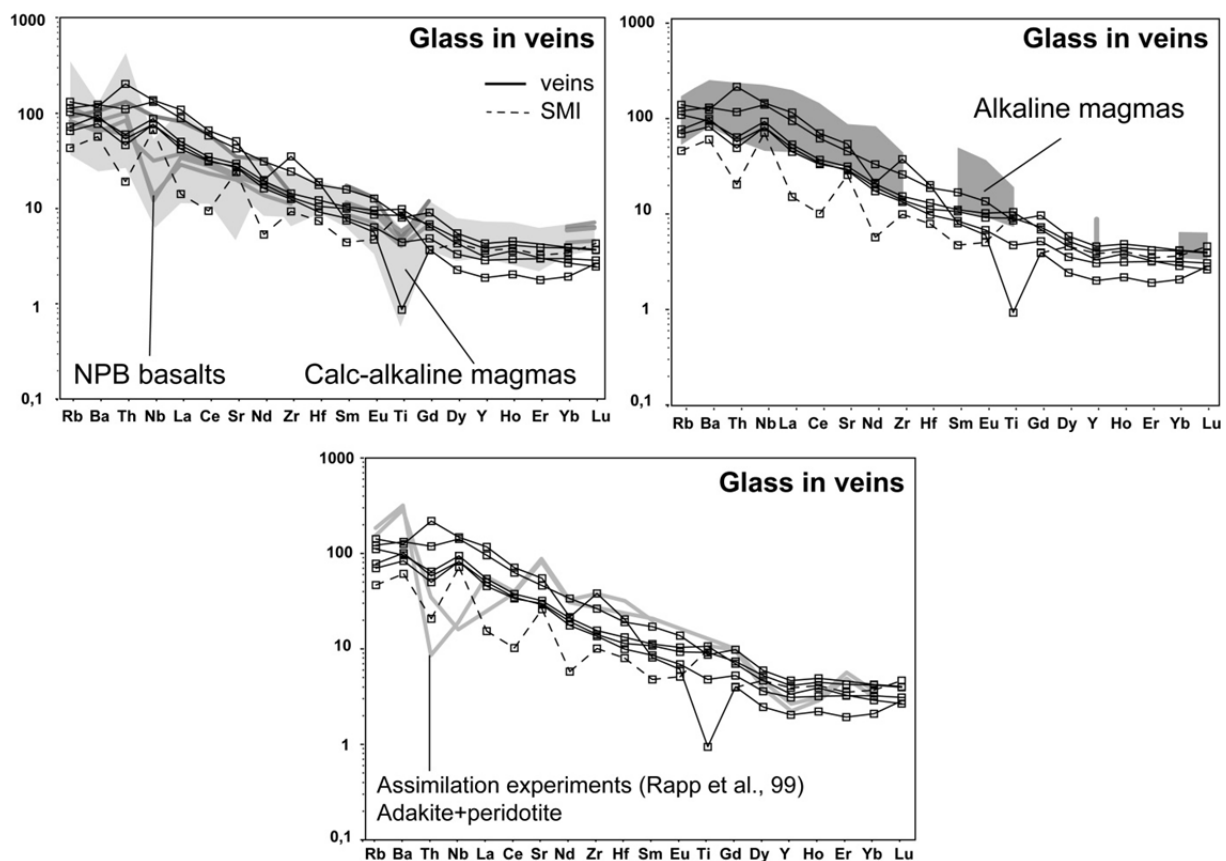 Glass in veins
veins
SMI
1000
100
10
1
0,1
NPB basalts
Calc-alkaline magmas
Rb Ba Th Nb La Ce Sr Nd Zr Hf Sm Eu Ti Gd Dy Y Ho Er Yb Lu
Glass in veins
Alkaline magmas
1000
100
10
1
0,1
Rb Ba Th Nb La Ce Sr Nd Zr Hf Sm Eu Ti Gd Dy Y Ho Er Yb Lu
Glass in veins
1000
100
10
1
0,1
Assimilation experiments (Rapp et al., 99)
Adakite+peridotite
Rb Ba Th Nb La Ce Sr Nd Zr Hf Sm Eu Ti Gd Dy Y Ho Er Yb Lu